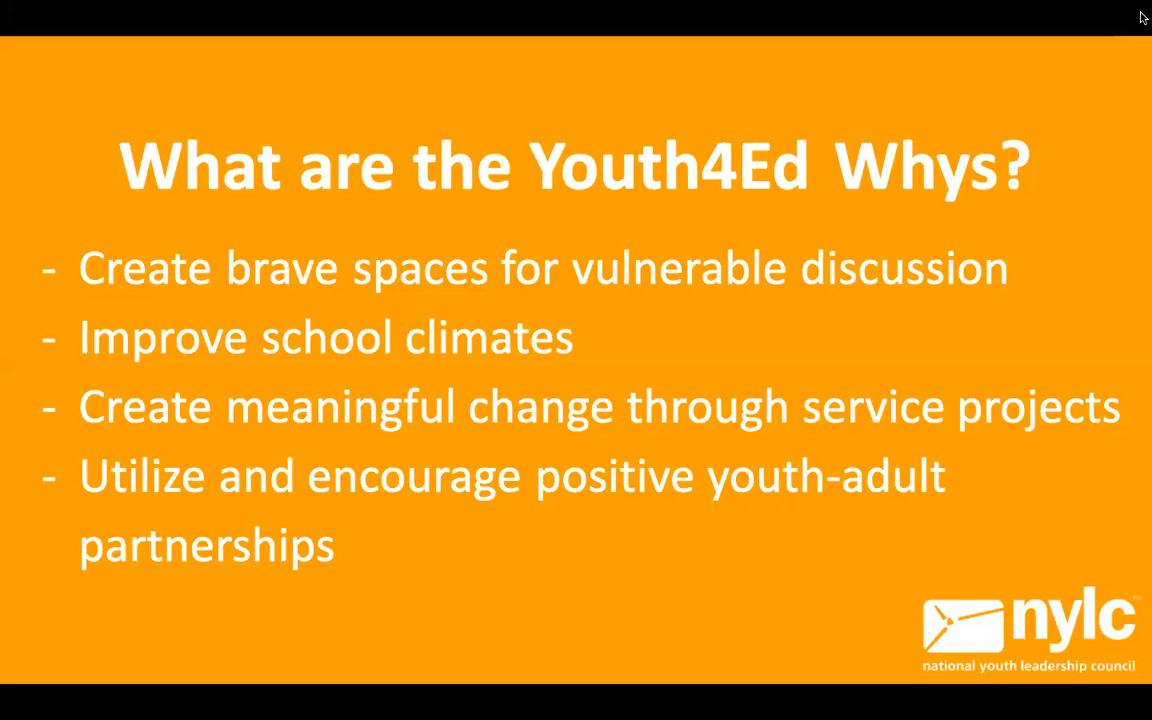 What are the Youth4Ed Whys?
- Create brave spaces for vulnerable discussion
- Improve school climates
- Create meaningful change through service projects
- Utilize and encourage positive youth-adult
partnerships
nylc™
national youth leadership council